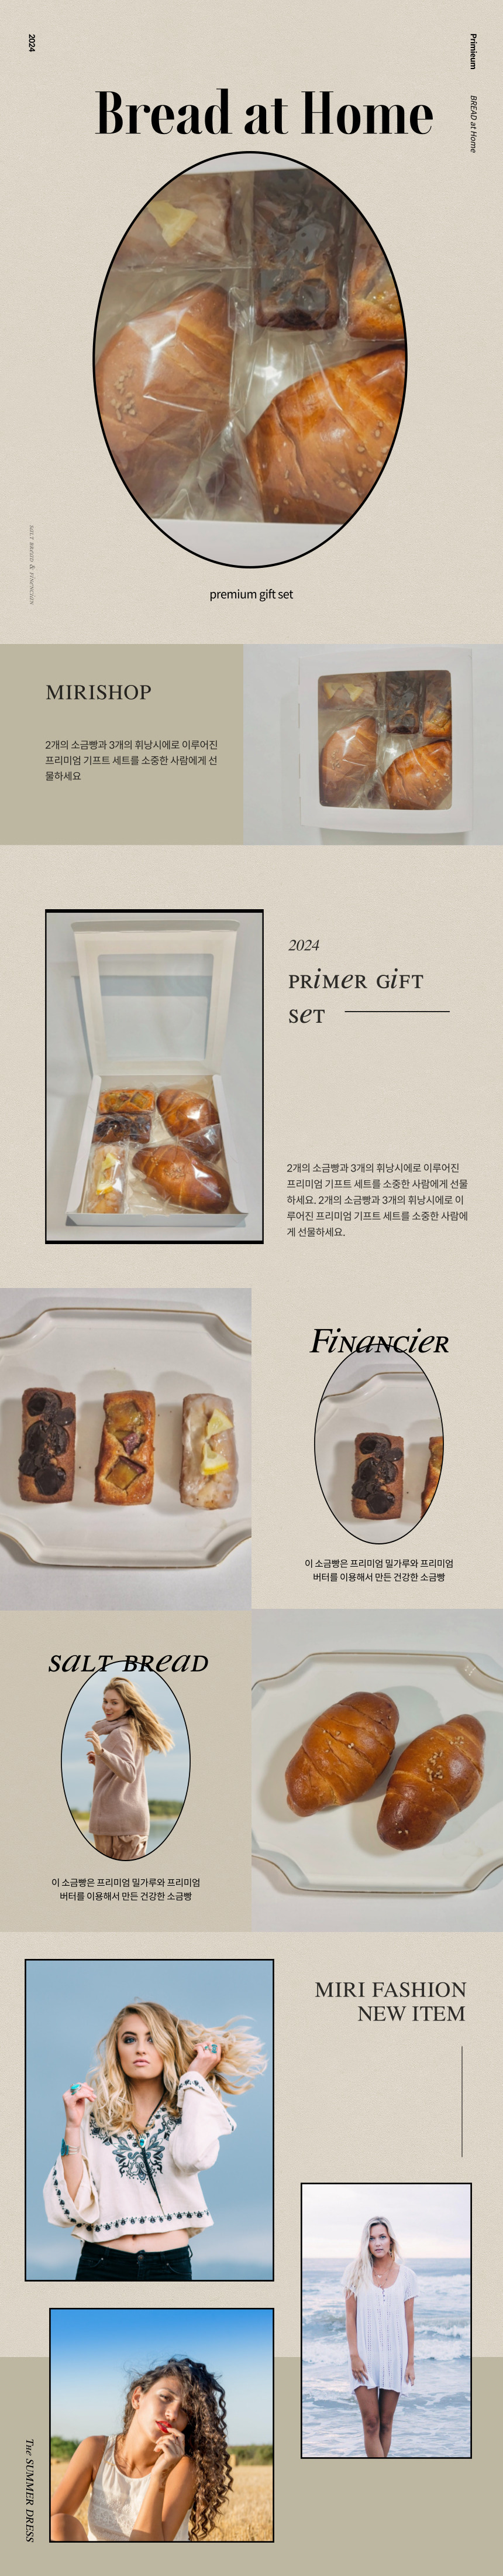 2024
Primieum
BREAD at Home
Bread at Home
salt bread & financier
premium gift set
MIRISHOP
2개의 소금빵과 3개의 휘낭시에로 이루어진
프리미엄 기프트 세트를 소중한 사람에게 선
물하세요
2024
PRiMeR GiFT
SeT
2개의 소금빵과 3개의 휘낭시에로 이루어진
프리미엄 기프트 세트를 소중한 사람에게 선물
하세요. 2개의 소금빵과 3개의 휘낭시에로 이
루어진 프리미엄 기프트 세트를 소중한 사람에
게 선물하세요.
FiNaNcieR
이 소금빵은 프리미엄 밀가루와 프리미엄
버터를 이용해서 만든 건강한 소금빵
SaLT BReaD
이 소금빵은 프리미엄 밀가루와 프리미엄
버터를 이용해서 만든 건강한 소금빵
MIRI FASHION
NEW ITEM
The SUMMER DRESS